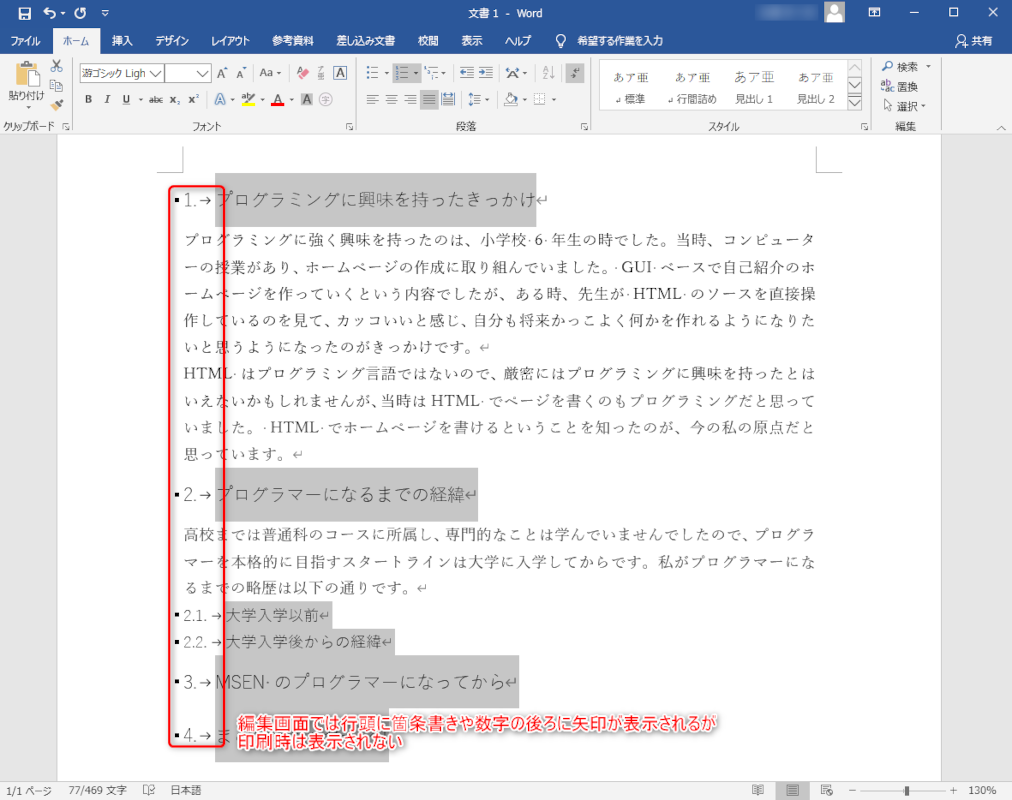 文書 1 - Word
ファイル ホーム 挿入 デザイン レイアウト 参考資料 差し込み文書 校閲 表示 ヘルプ 希望する作業を入力 共有
貼り付け
游ゴシック Ligh
B I U abc X₂ X² A aby A A 字
Aa
A
クリップボード フォント 段落 スタイル 編集
あア亜 あア亜 あア亜 あア亜
↲ 標準 ↲ 行間詰め 見出し 1 見出し 2
検索
置換
選択
1.→プログラミングに興味を持ったきっかけ↵
プログラミングに強く興味を持ったのは、小学校・6・年生の時でした。当時、コンピュータ
ーの授業があり、ホームページの作成に取り組んでいました。・GUI・ベースで自己紹介のホ
ームページを作っていくという内容でしたが、ある時、先生が・HTML・のソースを直接操
作しているのを見て、カッコいいと感じ、自分も将来かっこよく何かを作れるようになりた
いと思うようになったのがきっかけです。↵
HTML・はプログラミング言語ではないので、厳密にはプログラミングに興味を持ったとは
いえないかもしれませんが、当時は HTML・でページを書くのもプログラミングだと思って
いました。・HTML・でホームページを書けるということを知ったのが、今の私の原点だと
思っています。↵
2.→プログラマーになるまでの経緯↵
高校までは普通科のコースに所属し、専門的なことは学んでいませんでしたので、プログラ
マーを本格的に目指すスタートラインは大学に入学してからです。私がプログラマーにな
るまでの略歴は以下の通りです。↵
2.1.→大学入学以前↵
2.2.→大学入学後からの経緯↵
3.→MSEN・のプログラマーになってから↵
4.→ま
編集画面では行頭に箇条書きや数字の後ろに矢印が表示されるが
印刷時は表示されない
1/1 ページ 77/469 文字 日本語 130%